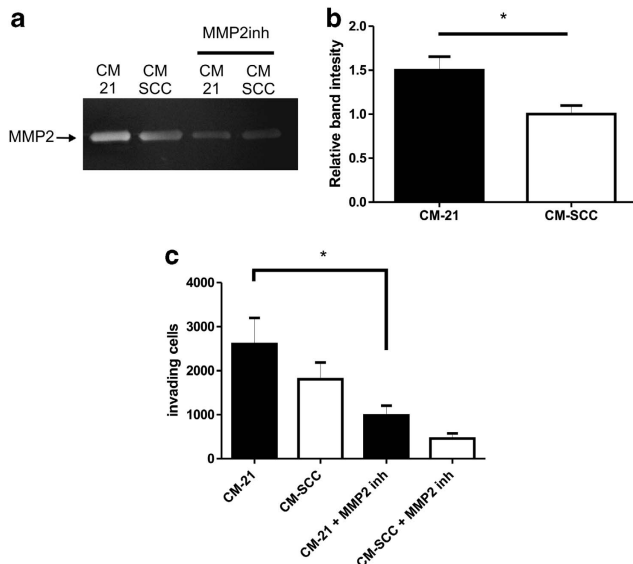 a
MMP2inh
CM
21
CM
SCC
CM
21
CM
SCC
MMP2
b
*
Relative band intesity
2.0
1.5
1.0
0.5
0.0
CM-21
CM-SCC
c
*
invading cells
4000
3000
2000
1000
0
CM-21
CM-SCC
CM-21 + MMP2 inh
CM-SCC + MMP2 inh